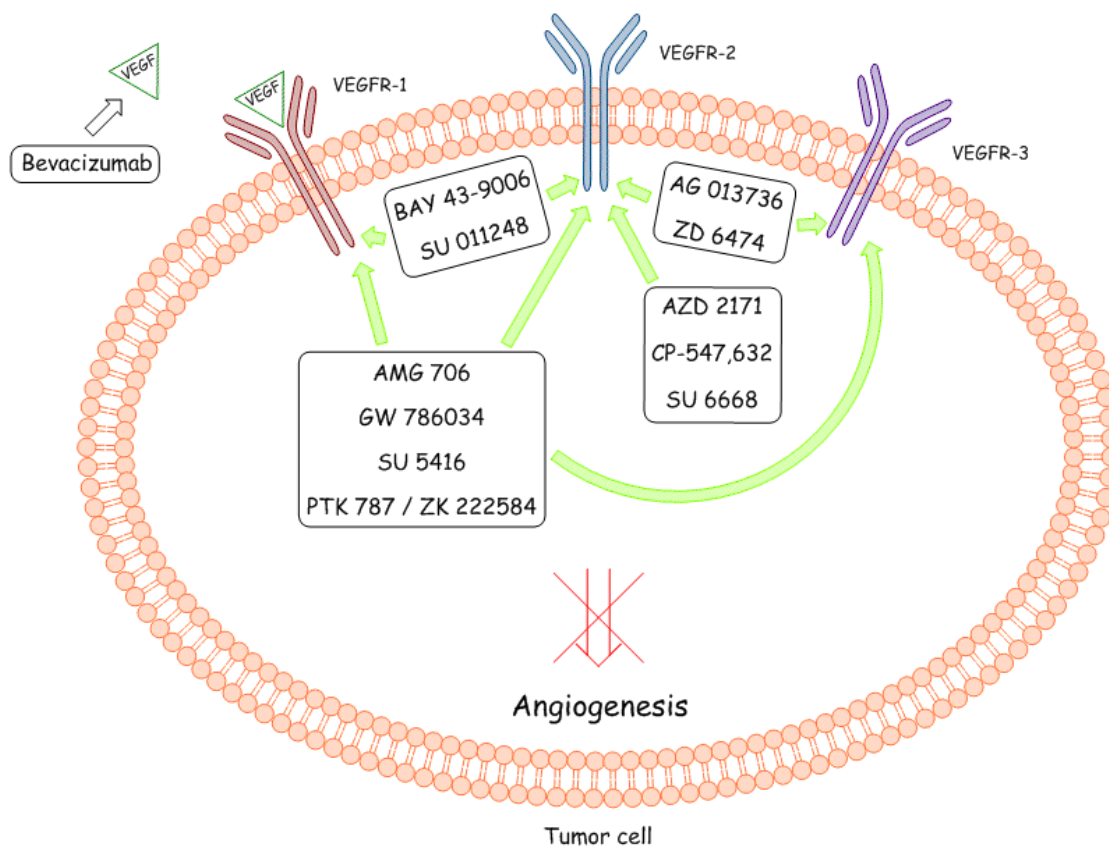 VEGF
Bevacizumab
VEGF
VEGFR-1
VEGFR-2
VEGFR-3
BAY 43-9006
SU 011248
AG 013736
ZD 6474
AZD 2171
CP-547,632
SU 6668
AMG 706
GW 786034
SU 5416
PTK 787 / ZK 222584
Angiogenesis
Tumor cell